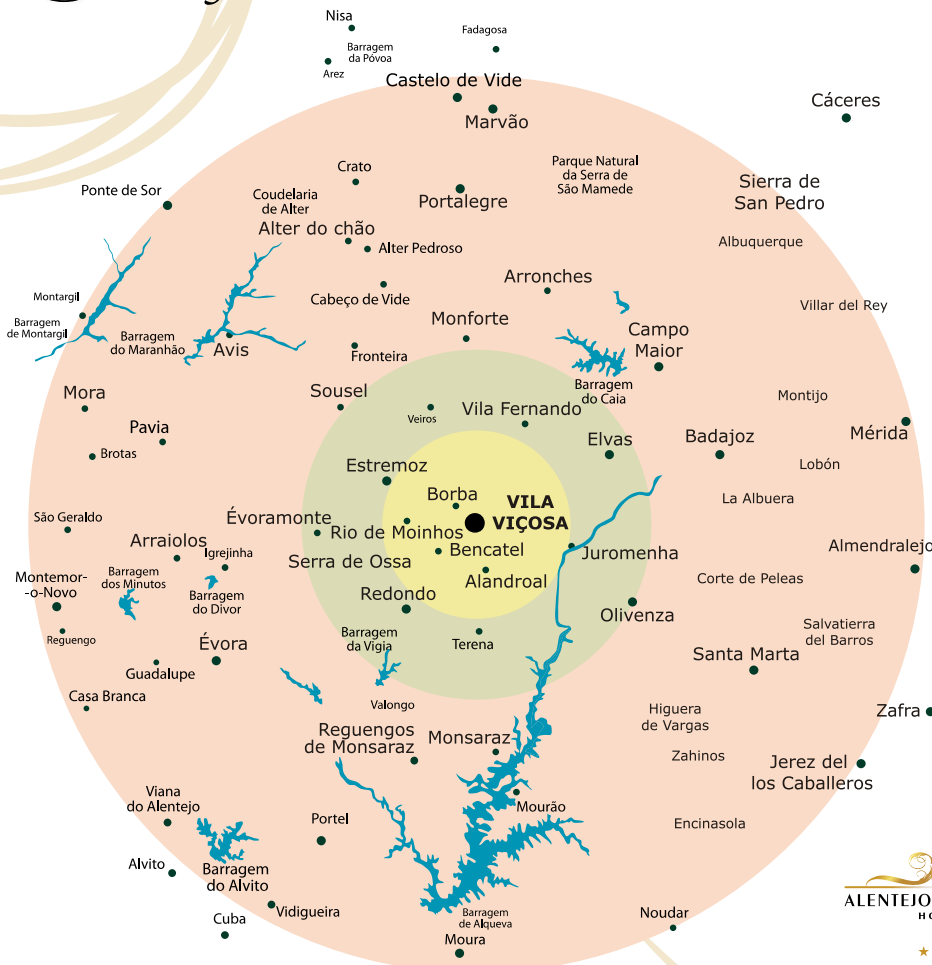 Nisa
Fadagosa
Barragem
da Póvoa
Arez
Castelo de Vide
Cáceres
Marvão
Crato
Parque Natural
da Serra de
São Mamede
Ponte de Sor
Coudelaria
de Alter
Portalegre
Sierra de
San Pedro
Alter do chão
Alter Pedroso
Albuquerque
Arronches
Montargil
Cabeço de Vide
Villar del Rey
Barragem
de Montargil
Barragem
do Maranhão
Avis
Monforte
Campo
Maior
Fronteira
Mora
Sousel
Barragem
do Caia
Montijo
Veiros
Vila Fernando
Pavia
Elvas
Badajoz
Mérida
Brotas
Estremoz
Lobón
Borba
VILA
VIÇOSA
La Albuera
São Geraldo
Évoramonte
Rio de Moinhos
Arraiolos
Igrejinha
Serra de Ossa
Bencatel
Juromenha
Almendralejo
Montemor-
-o-Novo
Barragem
dos Minutos
Barragem
do Divor
Alandroal
Corte de Peleas
Redondo
Olivenza
Reguengo
Évora
Barragem
da Vigia
Terena
Salvatierra
del Barros
Guadalupe
Santa Marta
Casa Branca
Valongo
Higuera
de Vargas
Zafra
Reguengos
de Monsaraz
Monsaraz
Zahinos
Jerez del
los Caballeros
Viana
do Alentejo
Mourão
Portel
Encinasola
Alvito
Barragem
do Alvito
Vidigueira
Cuba
Barragem
de Alqueva
Noudar
Moura
ALENTEJO